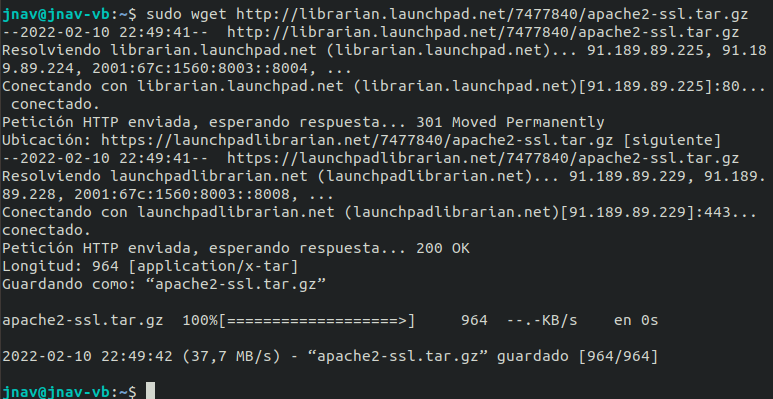 jnav@jnav-vb:~$ sudo wget http://librarian.launchpad.net/7477840/apache2-ssl.tar.gz
--2022-02-10 22:49:41--  http://librarian.launchpad.net/7477840/apache2-ssl.tar.gz
Resolviendo librarian.launchpad.net (librarian.launchpad.net)... 91.189.89.225, 91.18
9.89.224, 2001:67c:1560:8003::8004, ...
Conectando con librarian.launchpad.net (librarian.launchpad.net)[91.189.89.225]:80...
 conectado.
Petición HTTP enviada, esperando respuesta... 301 Moved Permanently
Ubicación: https://launchpadlibrarian.net/7477840/apache2-ssl.tar.gz [siguiente]
--2022-02-10 22:49:41--  https://launchpadlibrarian.net/7477840/apache2-ssl.tar.gz
Resolviendo launchpadlibrarian.net (launchpadlibrarian.net)... 91.189.89.229, 91.189.
89.228, 2001:67c:1560:8003::8008, ...
Conectando con launchpadlibrarian.net (launchpadlibrarian.net)[91.189.89.229]:443...
conectado.
Petición HTTP enviada, esperando respuesta... 200 OK
Longitud: 964 [application/x-tar]
Guardando como: “apache2-ssl.tar.gz”

apache2-ssl.tar.gz  100%[===================>]     964  --.-KB/s    en 0s

2022-02-10 22:49:42 (37,7 MB/s) - “apache2-ssl.tar.gz” guardado [964/964]

jnav@jnav-vb:~$